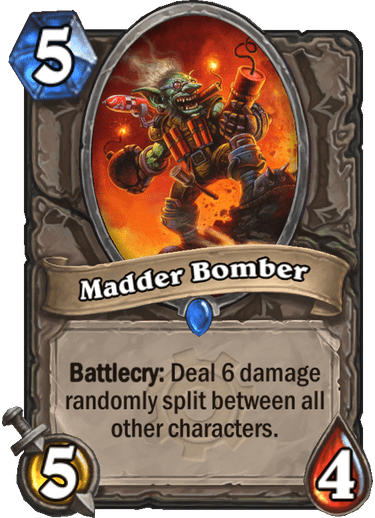 5
Madder Bomber
Battlecry: Deal 6 damage
randomly split between all
other characters.
5
4